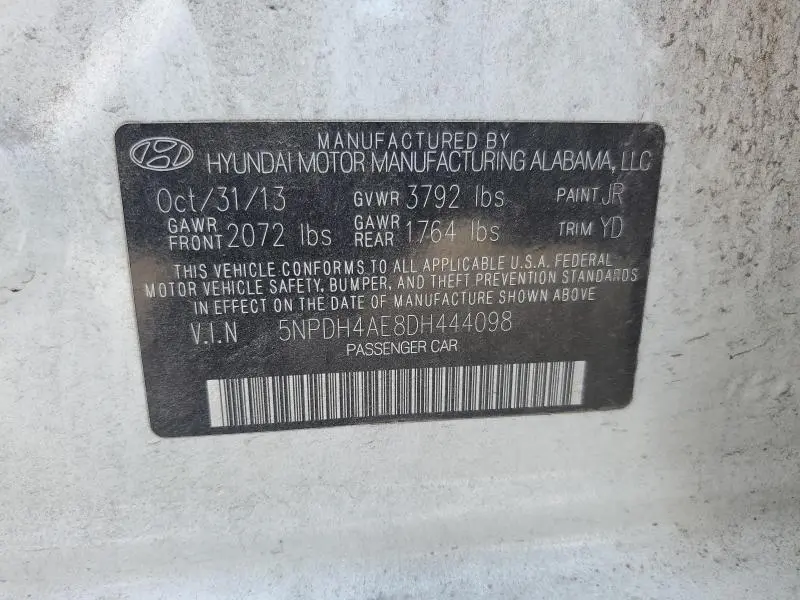 MANUFACTURED BY
HYUNDAI MOTOR MANUFACTURING ALABAMA, LLC
Oct/31/13 GVWR 3792 lbs PAINT JR
GAWR FRONT 2072 lbs GAWR REAR 1764 lbs TRIM YD
THIS VEHICLE CONFORMS TO ALL APPLICABLE U.S.A. FEDERAL
MOTOR VEHICLE SAFETY, BUMPER, AND THEFT PREVENTION STANDARDS
IN EFFECT ON THE DATE OF MANUFACTURE SHOWN ABOVE
V.I.N 5NPDH4AE8DH444098
PASSENGER CAR